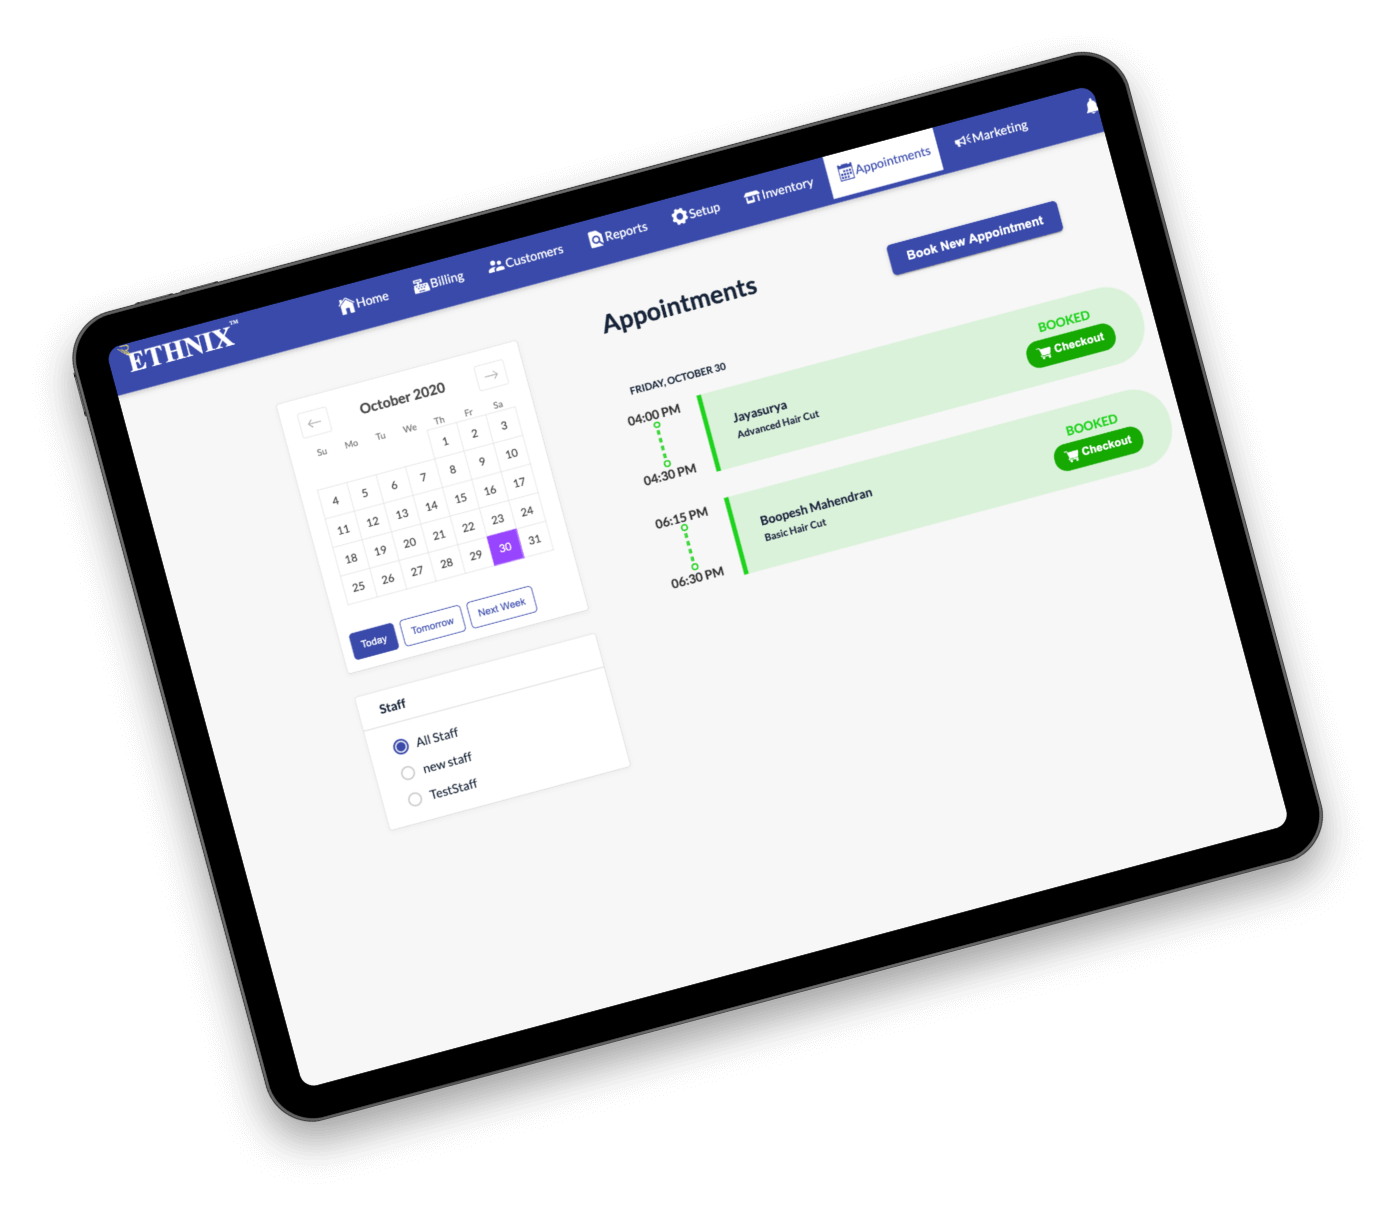 ETHNIX™
Home
Billing
Customers
Reports
Setup
Inventory
Appointments
Marketing
October 2020
Su Mo Tu We Th Fr Sa
1 2 3
4 5 6 7 8 9 10
11 12 13 14 15 16 17
18 19 20 21 22 23 24
25 26 27 28 29 30 31
Today Tomorrow Next Week
Staff
All Staff
new staff
TestStaff
Appointments
Book New Appointment
FRIDAY, OCTOBER 30
04:00 PM
04:30 PM
Jayasurya
Advanced Hair Cut
BOOKED
Checkout
06:15 PM
06:30 PM
Boopesh Mahendran
Basic Hair Cut
BOOKED
Checkout